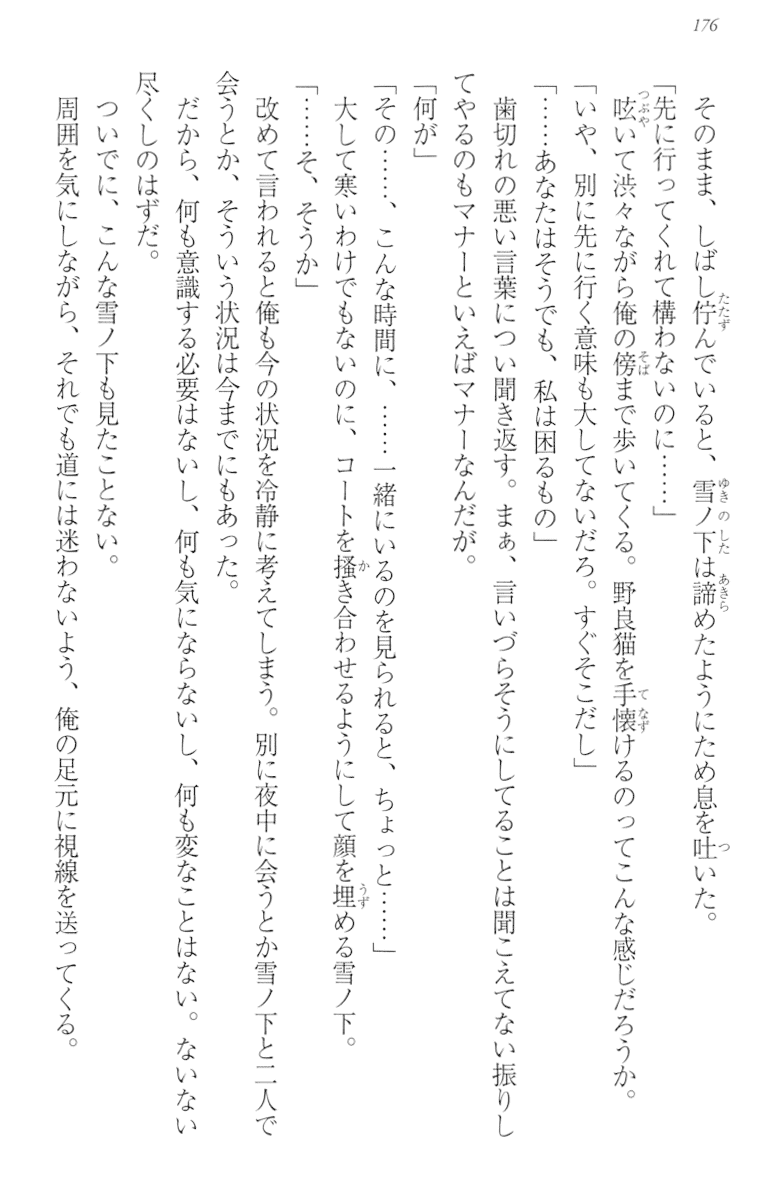 176
そのまま、しばし佇んでいると、雪ノ下は諦めたようにため息を吐いた。
「先に行ってくれて構わないのに……」
呟いて渋々ながら俺の傍まで歩いてくる。野良猫を手懐けるのってこんな感じだろうか。
「いや、別に先に行く意味も大してないだろ。すぐそこだし」
「……あなたはそうでも、私は困るもの」
歯切れの悪い言葉につい聞き返す。まぁ、言いづらそうにしてることは聞こえてない振りし
てやるのもマナーといえばマナーなんだが。
「何が」
「その……、こんな時間に、……一緒にいるのを見られると、ちょっと……」
大して寒いわけでもないのに、コートを掻き合わせるようにして顔を埋める雪ノ下。
「……そ、そうか」
改めて言われると俺も今の状況を冷静に考えてしまう。別に夜中に会うとか雪ノ下と二人で
会うとか、そういう状況は今までにもあった。
だから、何も意識する必要はないし、何も気にならないし、何も変なことはない。ないない
尽くしのはずだ。
ついでに、こんな雪ノ下も見たことない。
周囲を気にしながら、それでも道には迷わないよう、俺の足元に視線を送ってくる。